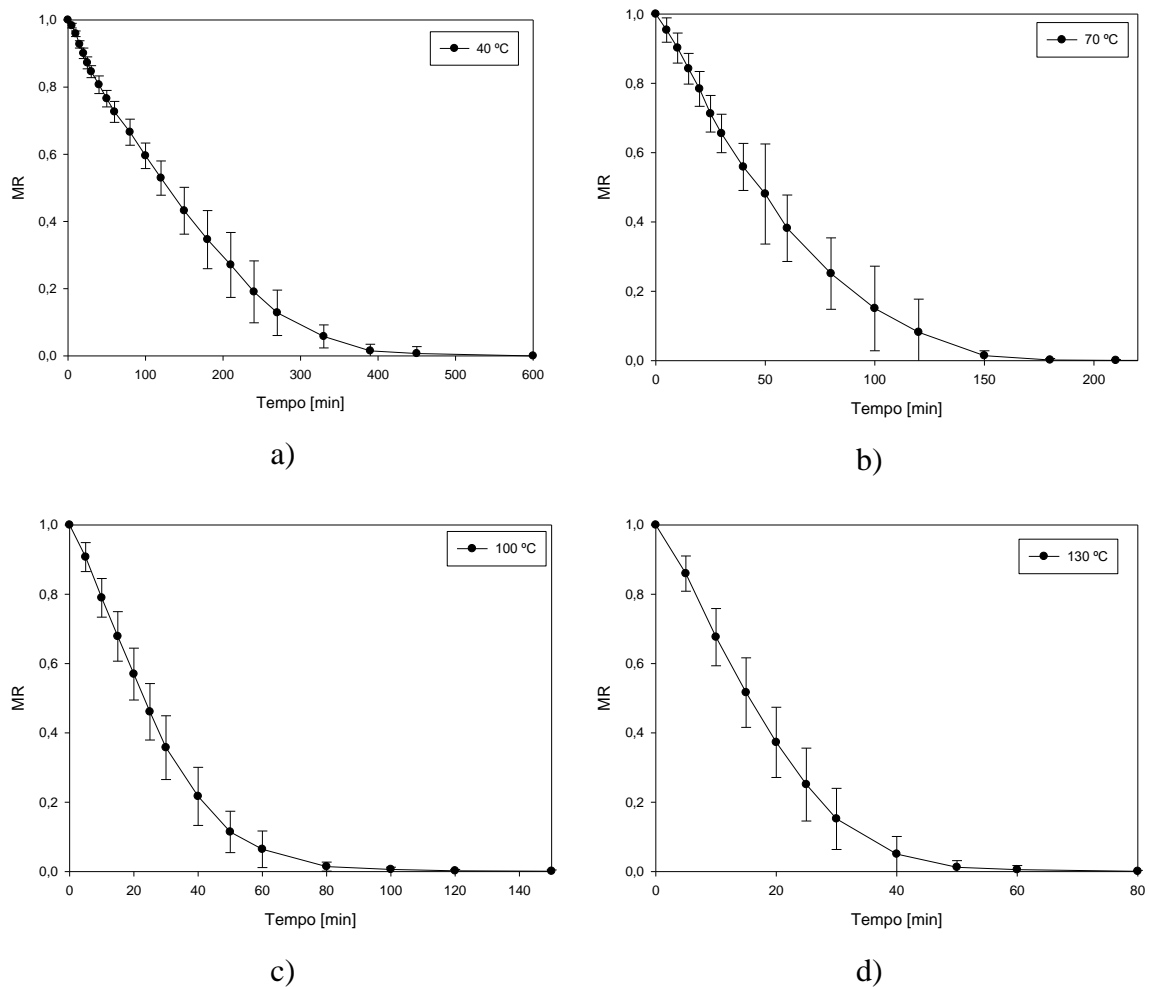 1,0
0,8
0,6
0,4
0,2
0,0
MR
40 ºC
0 100 200 300 400 500 600
Tempo [min]
a)
1,0
0,8
0,6
0,4
0,2
0,0
MR
70 ºC
0 50 100 150 200
Tempo [min]
b)
1,0
0,8
0,6
0,4
0,2
0,0
MR
100 ºC
0 20 40 60 80 100 120 140
Tempo [min]
c)
1,0
0,8
0,6
0,4
0,2
0,0
MR
130 ºC
0 20 40 60 80
Tempo [min]
d)